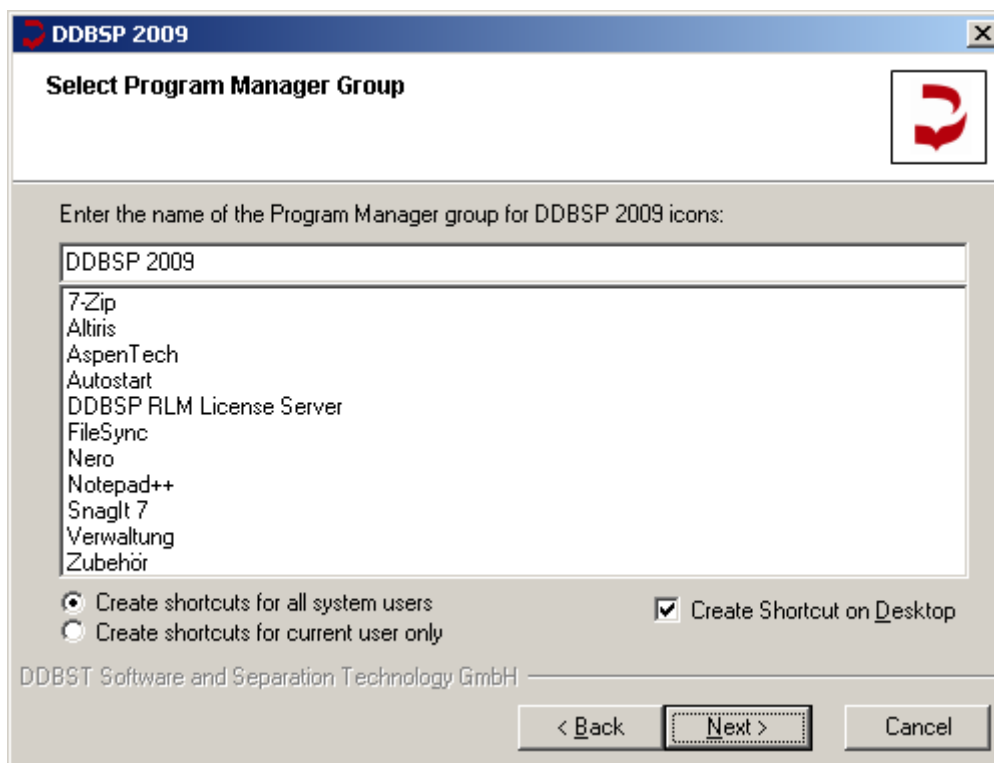 DDBSP 2009
Select Program Manager Group
Enter the name of the Program Manager group for DDBSP 2009 icons:
DDBSP 2009
7-Zip
Altiris
AspenTech
Autostart
DDBSP RLM License Server
FileSync
Nero
Notepad++
SnagIt 7
Verwaltung
Zubehör
Create shortcuts for all system users
Create Shortcut on Desktop
Create shortcuts for current user only
DDBST Software and Separation Technology GmbH
< Back Next > Cancel